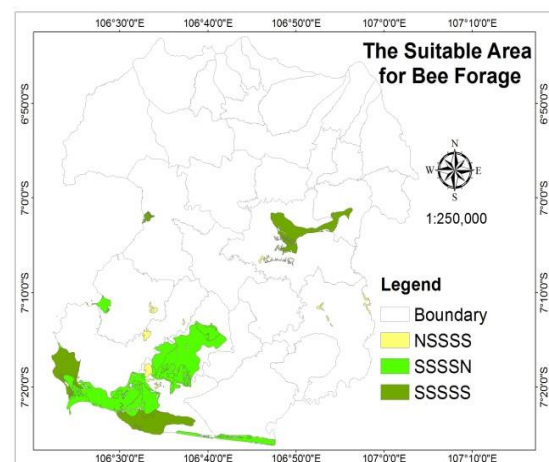 106°30'0"E 106°40'0"E 106°50'0"E 107°0'0"E 107°10'0"E
The Suitable Area
for Bee Forage
6°50'0"S 6°50'0"S
N
W E
S
7°0'0"S 7°0'0"S
1:250,000
7°10'0"S 7°10'0"S
Legend
Boundary
NSSSS
SSSSN
SSSSS
7°20'0"S 7°20'0"S
106°30'0"E 106°40'0"E 106°50'0"E 107°0'0"E 107°10'0"E